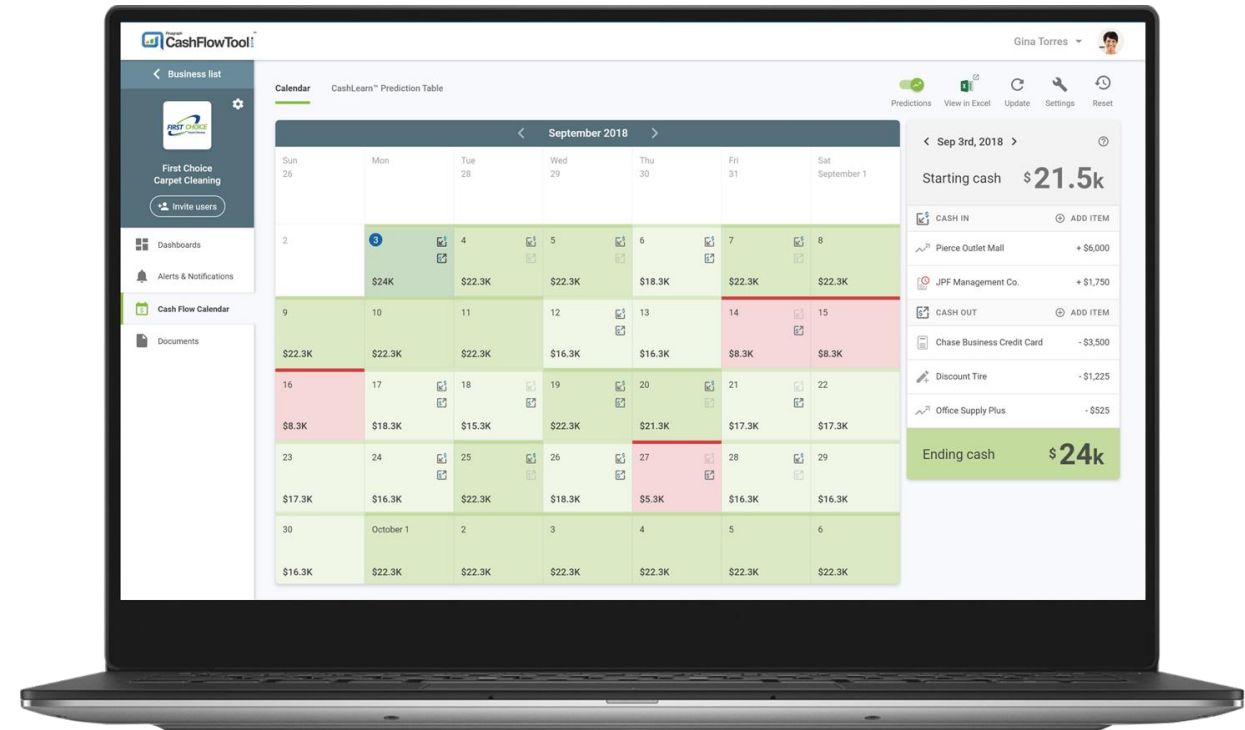 Finagraph
CashFlowTool
Gina Torres
Business list
FIRST CHOICE
Carpet Cleaning
First Choice
Carpet Cleaning
Invite users
Dashboards
Alerts & Notifications
Cash Flow Calendar
Documents
Calendar CashLearn™ Prediction Table
Predictions View in Excel Update Settings Reset
September 2018
Sun Mon Tue Wed Thu Fri Sat
26 28 29 30 31 September 1
2 3 4 5 6 7 8
$24K $22.3K $22.3K $18.3K $22.3K $22.3K
9 10 11 12 13 14 15
$22.3K $22.3K $22.3K $16.3K $16.3K $8.3K $8.3K
16 17 18 19 20 21 22
$8.3K $18.3K $15.3K $22.3K $21.3K $17.3K $17.3K
23 24 25 26 27 28 29
$17.3K $16.3K $22.3K $18.3K $5.3K $16.3K $16.3K
30 October 1 2 3 4 5 6
$16.3K $22.3K $22.3K $22.3K $22.3K $22.3K $22.3K
Sep 3rd, 2018
Starting cash $21.5k
CASH IN ADD ITEM
Pierce Outlet Mall + $6,000
JPF Management Co. + $1,750
CASH OUT ADD ITEM
Chase Business Credit Card - $3,500
Discount Tire - $1,225
Office Supply Plus - $525
Ending cash $24k